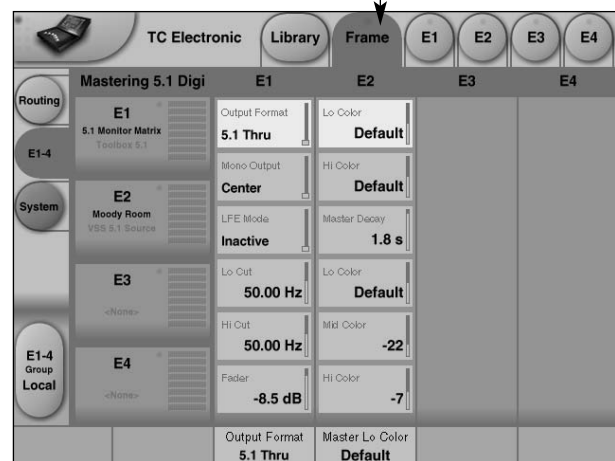 TC Electronic Library Frame E1 E2 E3 E4
Mastering 5.1 Digi E1 E2 E3 E4
Routing
E1-4
System
E1-4
Group
Local
E1
5.1 Monitor Matrix
Toolbox 5.1
E2
Moody Room
VSS 5.1 Source
E3
<None>
E4
<None>
Output Format
5.1 Thru
Mono Output
Center
LFE Mode
Inactive
Lo Cut
50.00 Hz
Hi Cut
50.00 Hz
Fader
-8.5 dB
Lo Color
Default
Hi Color
Default
Master Decay
1.8 s
Lo Color
Default
Mid Color
-22
Hi Color
-7
Output Format
5.1 Thru
Master Lo Color
Default